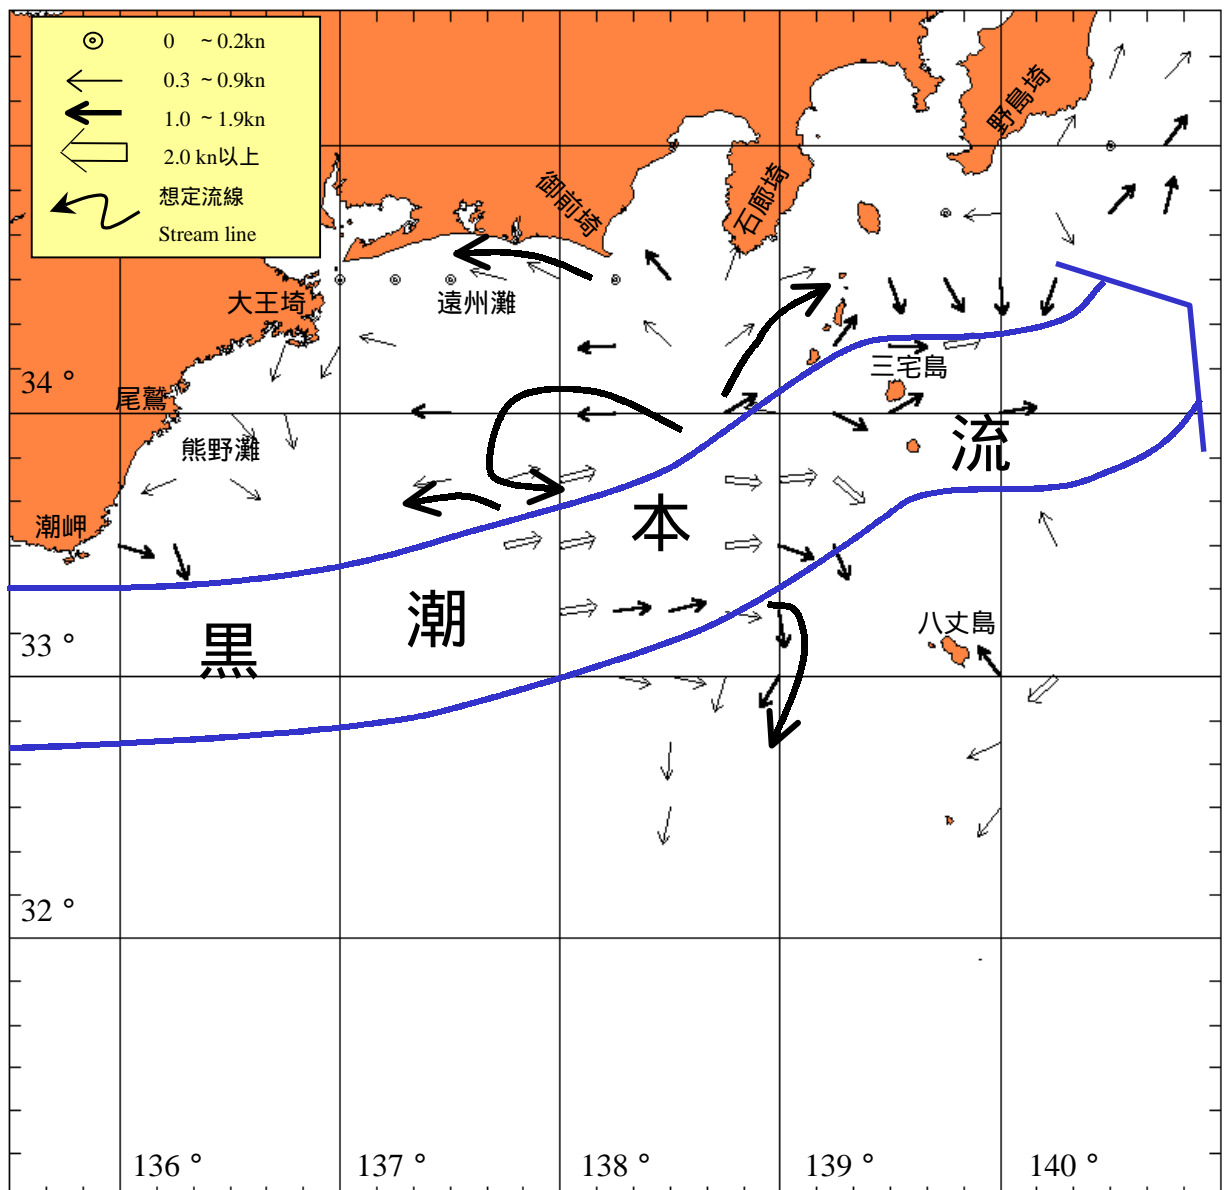 0 ~ 0.2kn
0.3 ~ 0.9kn
1.0 ~ 1.9kn
2.0 kn以上
想定流線
Stream line
野島埼
石廊埼
御前埼
大王埼
遠州灘
34 °
尾鷲
三宅島
熊野灘
流
本
潮岬
潮
黒
33 °
八丈島
32 °
136 °
137 °
138 °
139 °
140 °